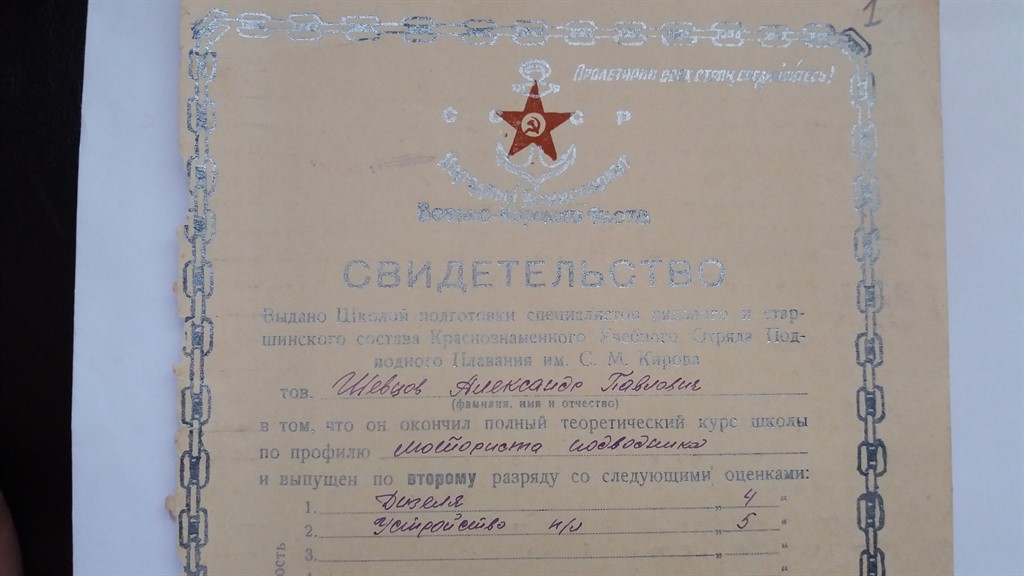 1
Пролетарии всех стран, соединяйтесь!
СССР
Военно-Морского Флота
СВИДЕТЕЛЬСТВО
Выдано Школой подготовки специалистов рядового и стар-
шинского состава Краснознаменного Учебного Отряда Под-
водного Плавания им. С. М. Кирова
тов. Шевцов Александр Павлович
(фамилия, имя и отчество)
в том, что он окончил полный теоретический курс школы
по профилю моториста подводника
и выпущен по второму разряду со следующими оценками:
1. Дизеля „ 4 “
2. Устройство п/л „ 5 “
3. „ “